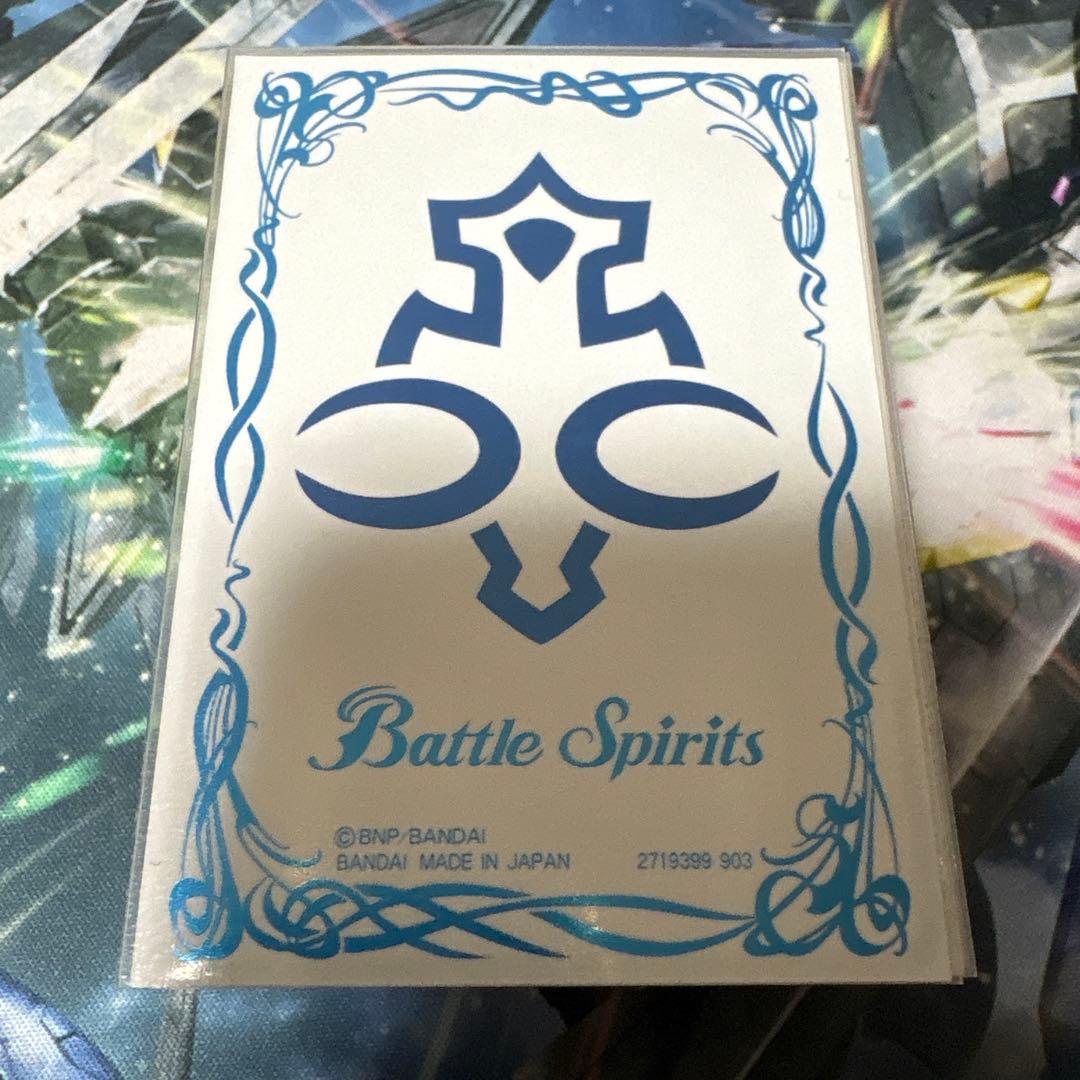 Battle Spirits
©BNP/BANDAI
BANDAI MADE IN JAPAN 2719399 903